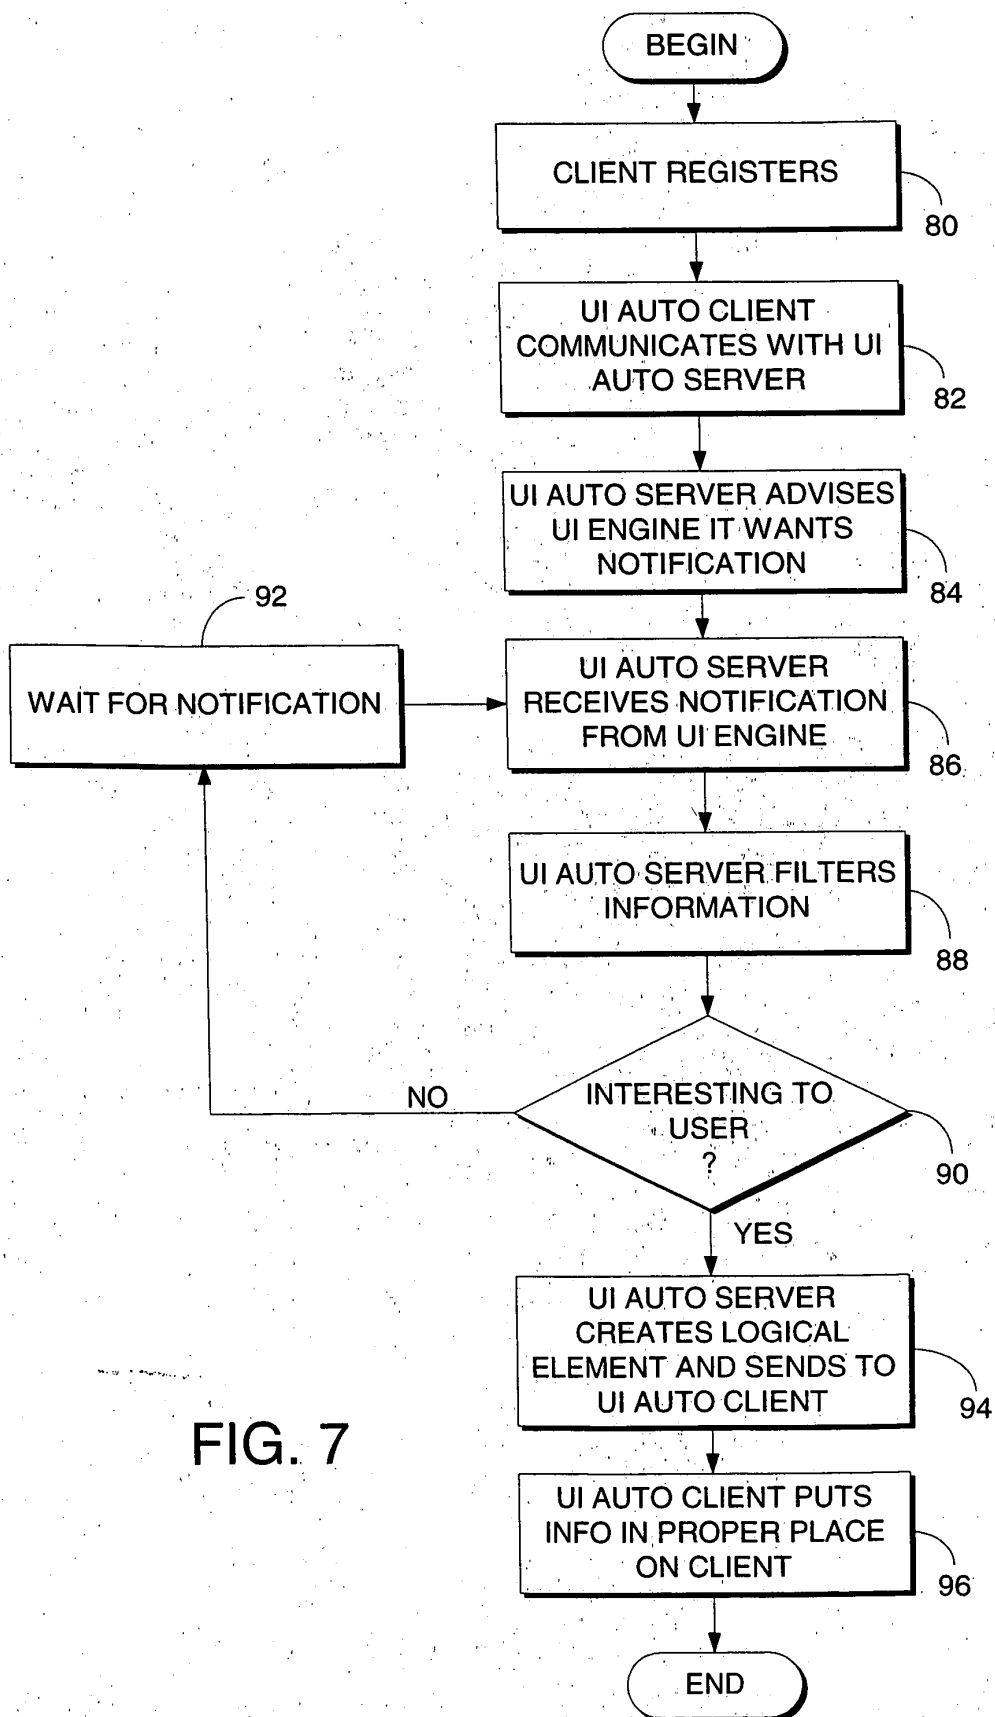 BEGIN
CLIENT REGISTERS
80
UI AUTO CLIENT
COMMUNICATES WITH UI
AUTO SERVER
82
UI AUTO SERVER ADVISES
UI ENGINE IT WANTS
NOTIFICATION
84
92
WAIT FOR NOTIFICATION
UI AUTO SERVER
RECEIVES NOTIFICATION
FROM UI ENGINE
86
UI AUTO SERVER FILTERS
INFORMATION
88
NO
INTERESTING TO
USER
?
90
YES
UI AUTO SERVER
CREATES LOGICAL
ELEMENT AND SENDS TO
UI AUTO CLIENT
94
FIG. 7
UI AUTO CLIENT PUTS
INFO IN PROPER PLACE
ON CLIENT
96
END